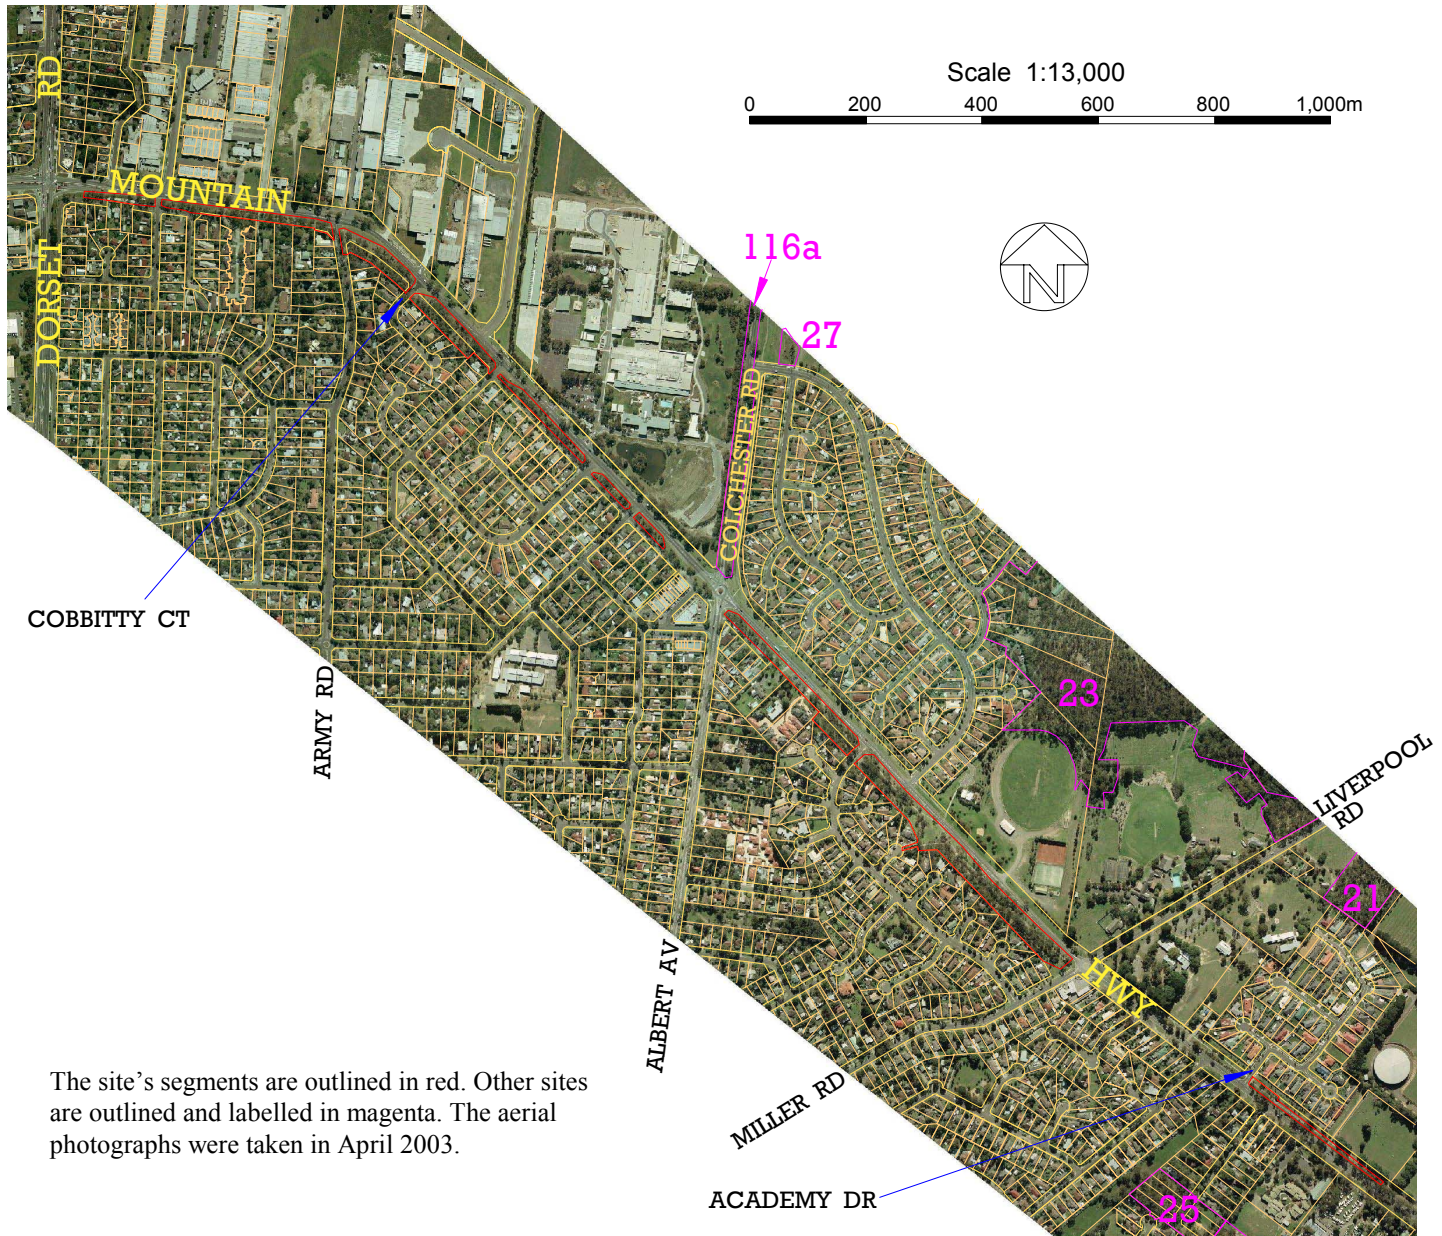 Scale 1:13,000
0 200 400 600 800 1,000m
RD
MOUNTAIN
DORSET
116a
27
N
COLCHESTER RD
COBBITTY CT
ARMY RD
23
LIVERPOOL
RD
21
ALBERT AV
HWY
The site's segments are outlined in red. Other sites
are outlined and labelled in magenta. The aerial
photographs were taken in April 2003.
MILLER RD
ACADEMY DR
25